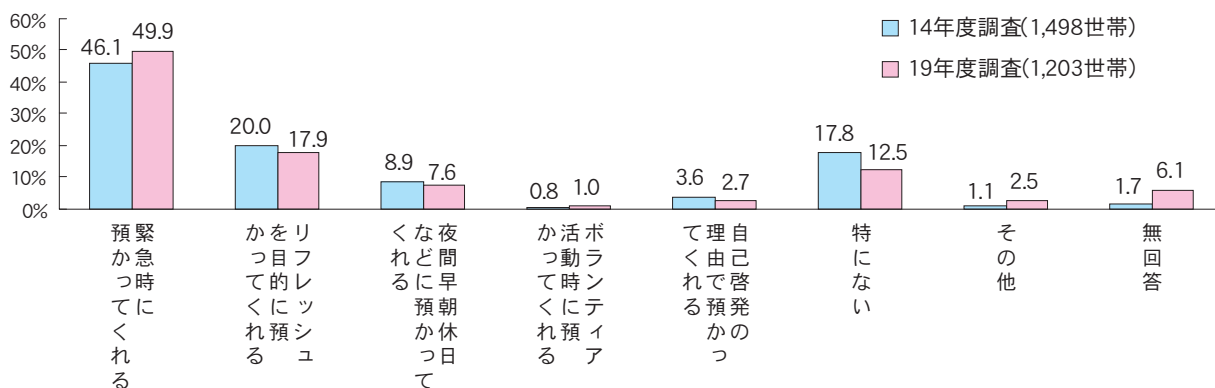 60%
50%
40%
30%
20%
10%
0%
14年度調査(1,498世帯)
19年度調査(1,203世帯)
46.1
49.9
20.0
17.9
8.9
7.6
0.8
1.0
3.6
2.7
17.8
12.5
1.1
2.5
1.7
6.1
緊急時に
預かってくれる
リフレッシュ
を目的に預
かってくれる
夜間早朝休日
などに預かって
くれる
ボランティア
活動時に預
かってくれる
自己啓発の
理由で預かっ
てくれる
特にない
その他
無回答